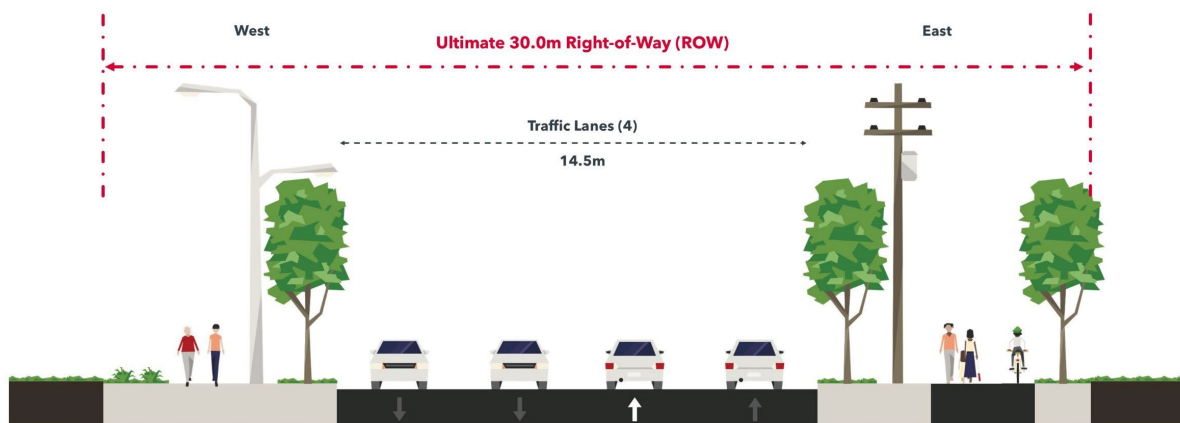 West
East
Ultimate 30.0m Right-of-Way (ROW)
Traffic Lanes (4)
14.5m